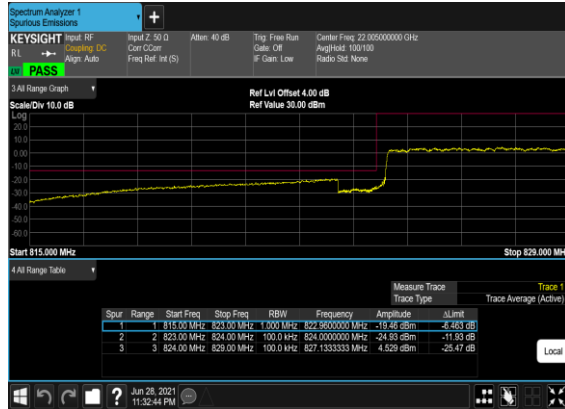 Spectrum Analyzer 1
Spurious Emissions
+
KEYSIGHT
RL
Input: RF
Coupling: DC
Align: Auto
Input Z: 50 Ω
Corr CCorr
Freq Ref: Int (S)
Atten: 40 dB
Trig: Free Run
Gate: Off
IF Gain: Low
Center Freq: 22.005000000 GHz
Avg|Hold: 100/100
Radio Std: None
PASS
3 All Range Graph
Scale/Div 10.0 dB
Ref Lvl Offset 4.00 dB
Ref Value 30.00 dBm
Log
20.0
10.0
0.00
-10.0
-20.0
-30.0
-40.0
-50.0
-60.0
Start 815.000 MHz
Stop 829.000 MH
4 All Range Table
Measure Trace Trace 1
Trace Type Trace Average (Active)
Spur Range Start Freq Stop Freq RBW Frequency Amplitude ΔLimit
1 1 815.00 MHz 823.00 MHz 1.000 MHz 822.9600000 MHz -19.46 dBm -6.463 dB
2 2 823.00 MHz 824.00 MHz 100.0 kHz 824.0000000 MHz -24.93 dBm -11.93 dB
3 3 824.00 MHz 829.00 MHz 100.0 kHz 827.1333333 MHz 4.529 dBm -25.47 dB
Local
?
Jun 28, 2021
11:32:44 PM